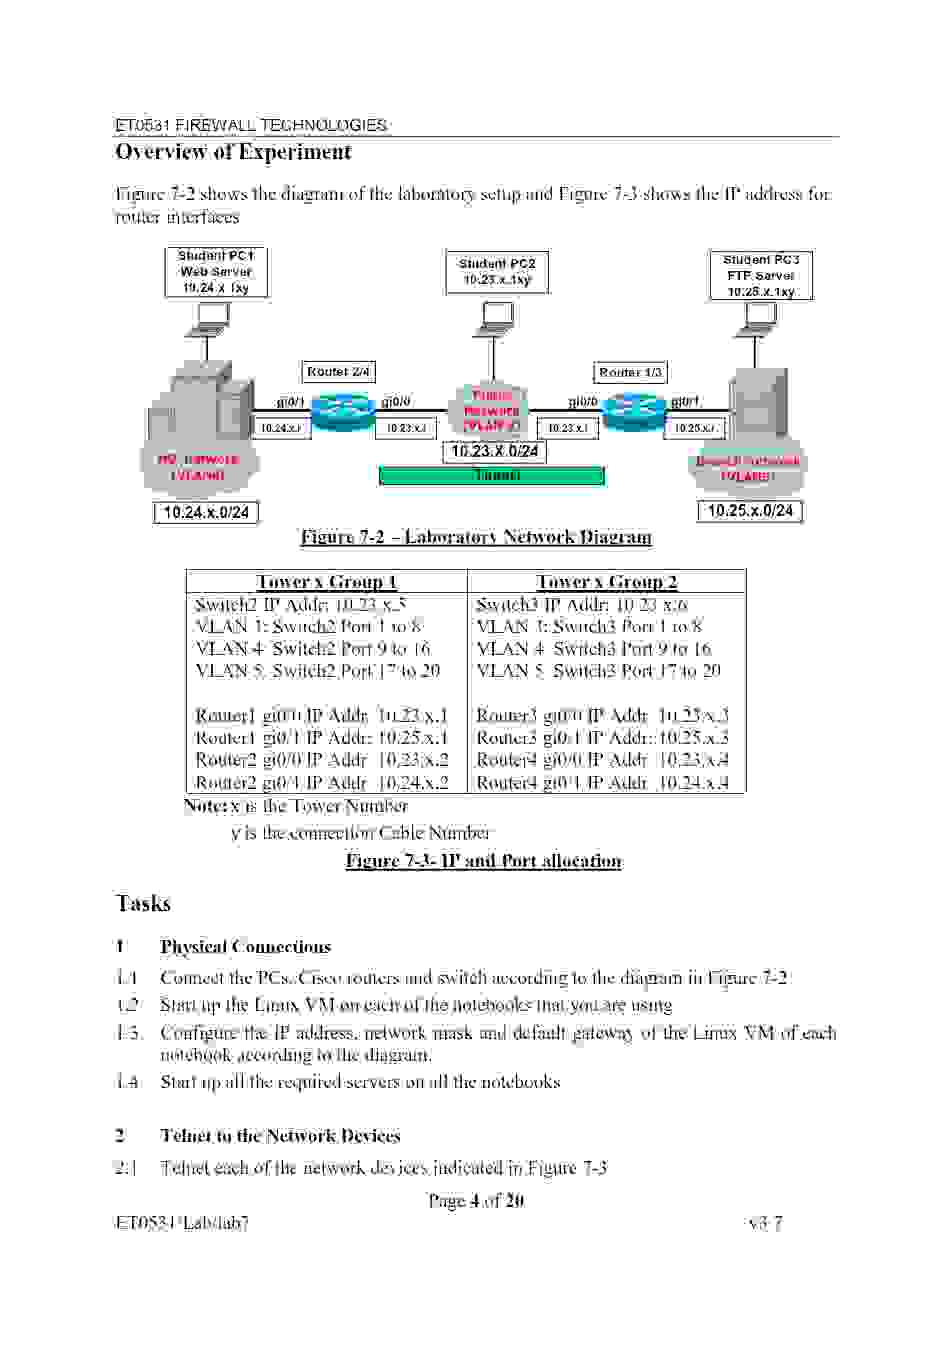 ET0531 FIREWALL TECHNOLOGIES
Overview of Experiment
Figure 7-2 shows the diagram of the laboratory setup and Figure 7-3 shows the IP address for
router interfaces
Student PC1
Web Server
10.24.x.1xy
Student PC2
10.23.x.1xy
Student PC3
FTP Server
10.25.x.1xy
Router 2/4
Router 1/3
gi0/1
gi0/0
gi0/0
gi0/1
10.24.x.r
10.23.x.r
10.23.x.r
10.25.x.r
Public
Network
HQ Network
(VLAN4)
Branch Network
(VLAN5)
10.23.X.0/24
Tunnel
10.24.x.0/24
10.25.x.0/24
Figure 7-2 – Laboratory Network Diagram
Tower x Group 1
Switch2 IP Addr: 10.23.x.5
VLAN 1: Switch2 Port 1 to 8
VLAN 4: Switch2 Port 9 to 16
VLAN 5: Switch2 Port 17 to 20
Router1 gi0/0 IP Addr: 10.23.x.1
Router1 gi0/1 IP Addr: 10.25.x.1
Router2 gi0/0 IP Addr: 10.23.x.2
Router2 gi0/1 IP Addr: 10.24.x.2
Tower x Group 2
Switch3 IP Addr: 10.23.x.6
VLAN 1: Switch3 Port 1 to 8
VLAN 4: Switch3 Port 9 to 16
VLAN 5: Switch3 Port 17 to 20
Router3 gi0/0 IP Addr: 10.23.x.3
Router3 gi0/1 IP Addr: 10.25.x.3
Router4 gi0/0 IP Addr: 10.23.x.4
Router4 gi0/1 IP Addr: 10.24.x.4
Note: x is the Tower Number
y is the connection Cable Number
Figure 7-3- IP and Port allocation
Tasks
1 Physical Connections
1.1 Connect the PCs, Cisco routers and switch according to the diagram in Figure 7-2
1.2 Start up the Linux VM on each of the notebooks that you are using
1.3. Configure the IP address, network mask and default gateway of the Linux VM of each
notebook according to the diagram.
1.4 Start up all the required servers on all the notebooks
2 Telnet to the Network Devices
2.1 Telnet each of the network devices indicated in Figure 7-3
Page 4 of 20
ET0531/Lab/lab7 v3.7